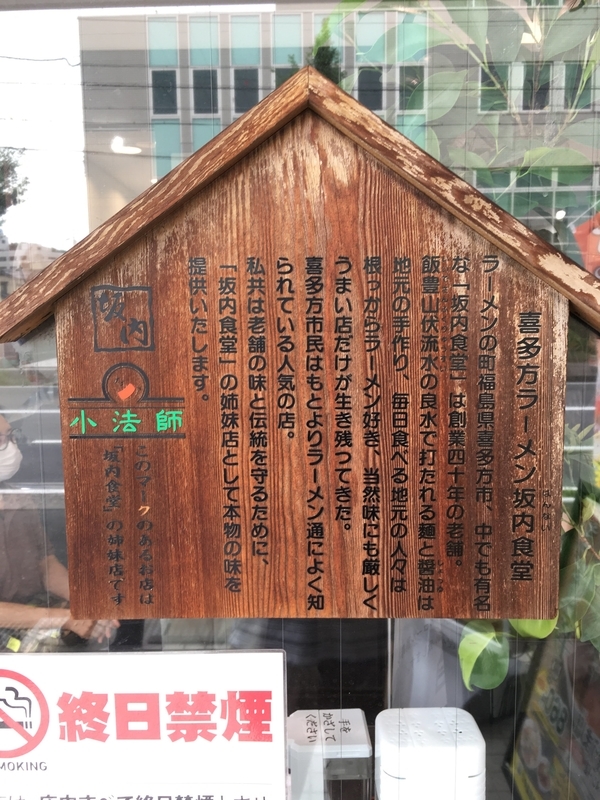 喜多方ラーメン坂内食堂
ばんない
ラーメンの町福島県喜多方市、中でも有名
な「坂内食堂」は創業四十年の老舗。
飯豊山伏流水の良水で打たれる麺と醤油は
地元の手作り、毎日食べる地元の人々は
根っからラーメン好き、当然味にも厳しく
うまい店だけが生き残ってきた。
喜多方市民はもとよりラーメン通によく知
られている人気の店。
私共は老舗の味と伝統を守るために、
「坂内食堂」の姉妹店として本物の味を
提供いたします。
坂内
小法師
このマークのあるお店は
「坂内食堂」の姉妹店です
終日禁煙
MOKING
手を
かざして
ください